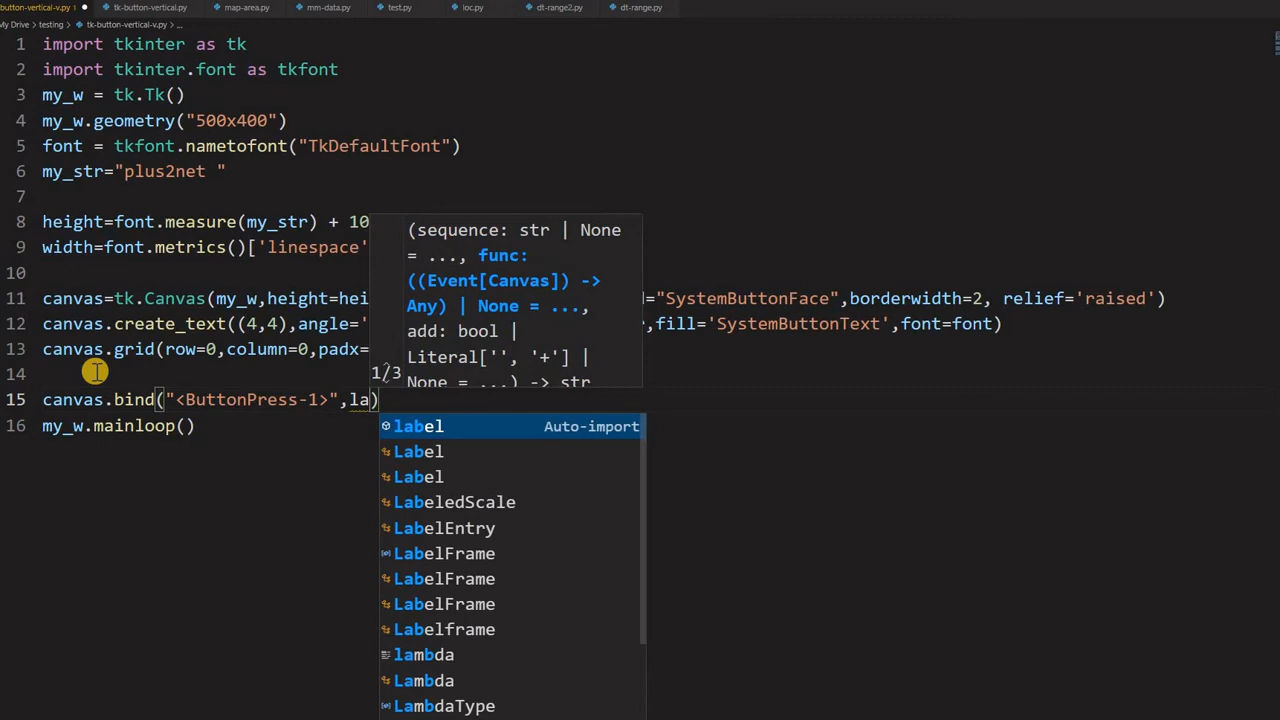 button-vertical-v.py 1 tk-button-vertical.py map-area.py mm-data.py test.py loc.py dt-range2.py dt-range.py
My Drive > testing > tk-button-vertical-v.py > ...
1 import tkinter as tk
2 import tkinter.font as tkfont
3 my_w = tk.Tk()
4 my_w.geometry("500x400")
5 font = tkfont.nametofont("TkDefaultFont")
6 my_str="plus2net "
7
8 height=font.measure(my_str) + 10
9 width=font.metrics()['linespace'
10
11 canvas=tk.Canvas(my_w,height=hei d="SystemButtonFace",borderwidth=2, relief='raised')
12 canvas.create_text((4,4),angle=' r,fill='SystemButtonText',font=font)
13 canvas.grid(row=0,column=0,padx=
14
15 canvas.bind("<ButtonPress-1>",la)
16 my_w.mainloop()
(sequence: str | None
= ..., func:
((Event[Canvas]) ->
Any) | None = ...,
add: bool |
Literal['', '+'] |
1/3
None = ...) -> str
label Auto-import
Label
Label
LabeledScale
LabelEntry
LabelFrame
LabelFrame
LabelFrame
Labelframe
lambda
Lambda
LambdaType